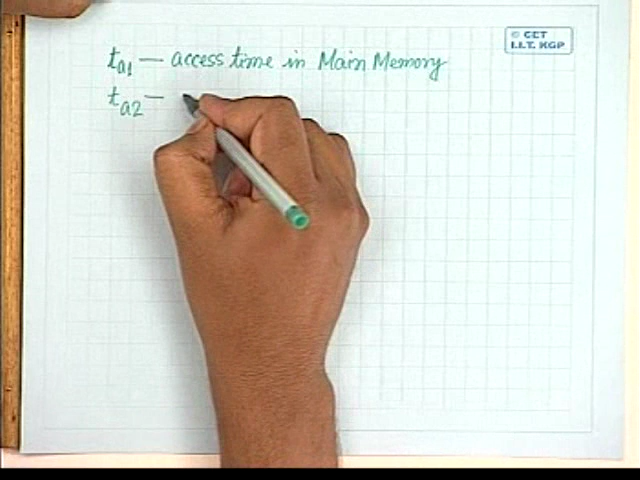 © CET
I.I.T. KGP
ta1 — access time in Main Memory
ta2 —